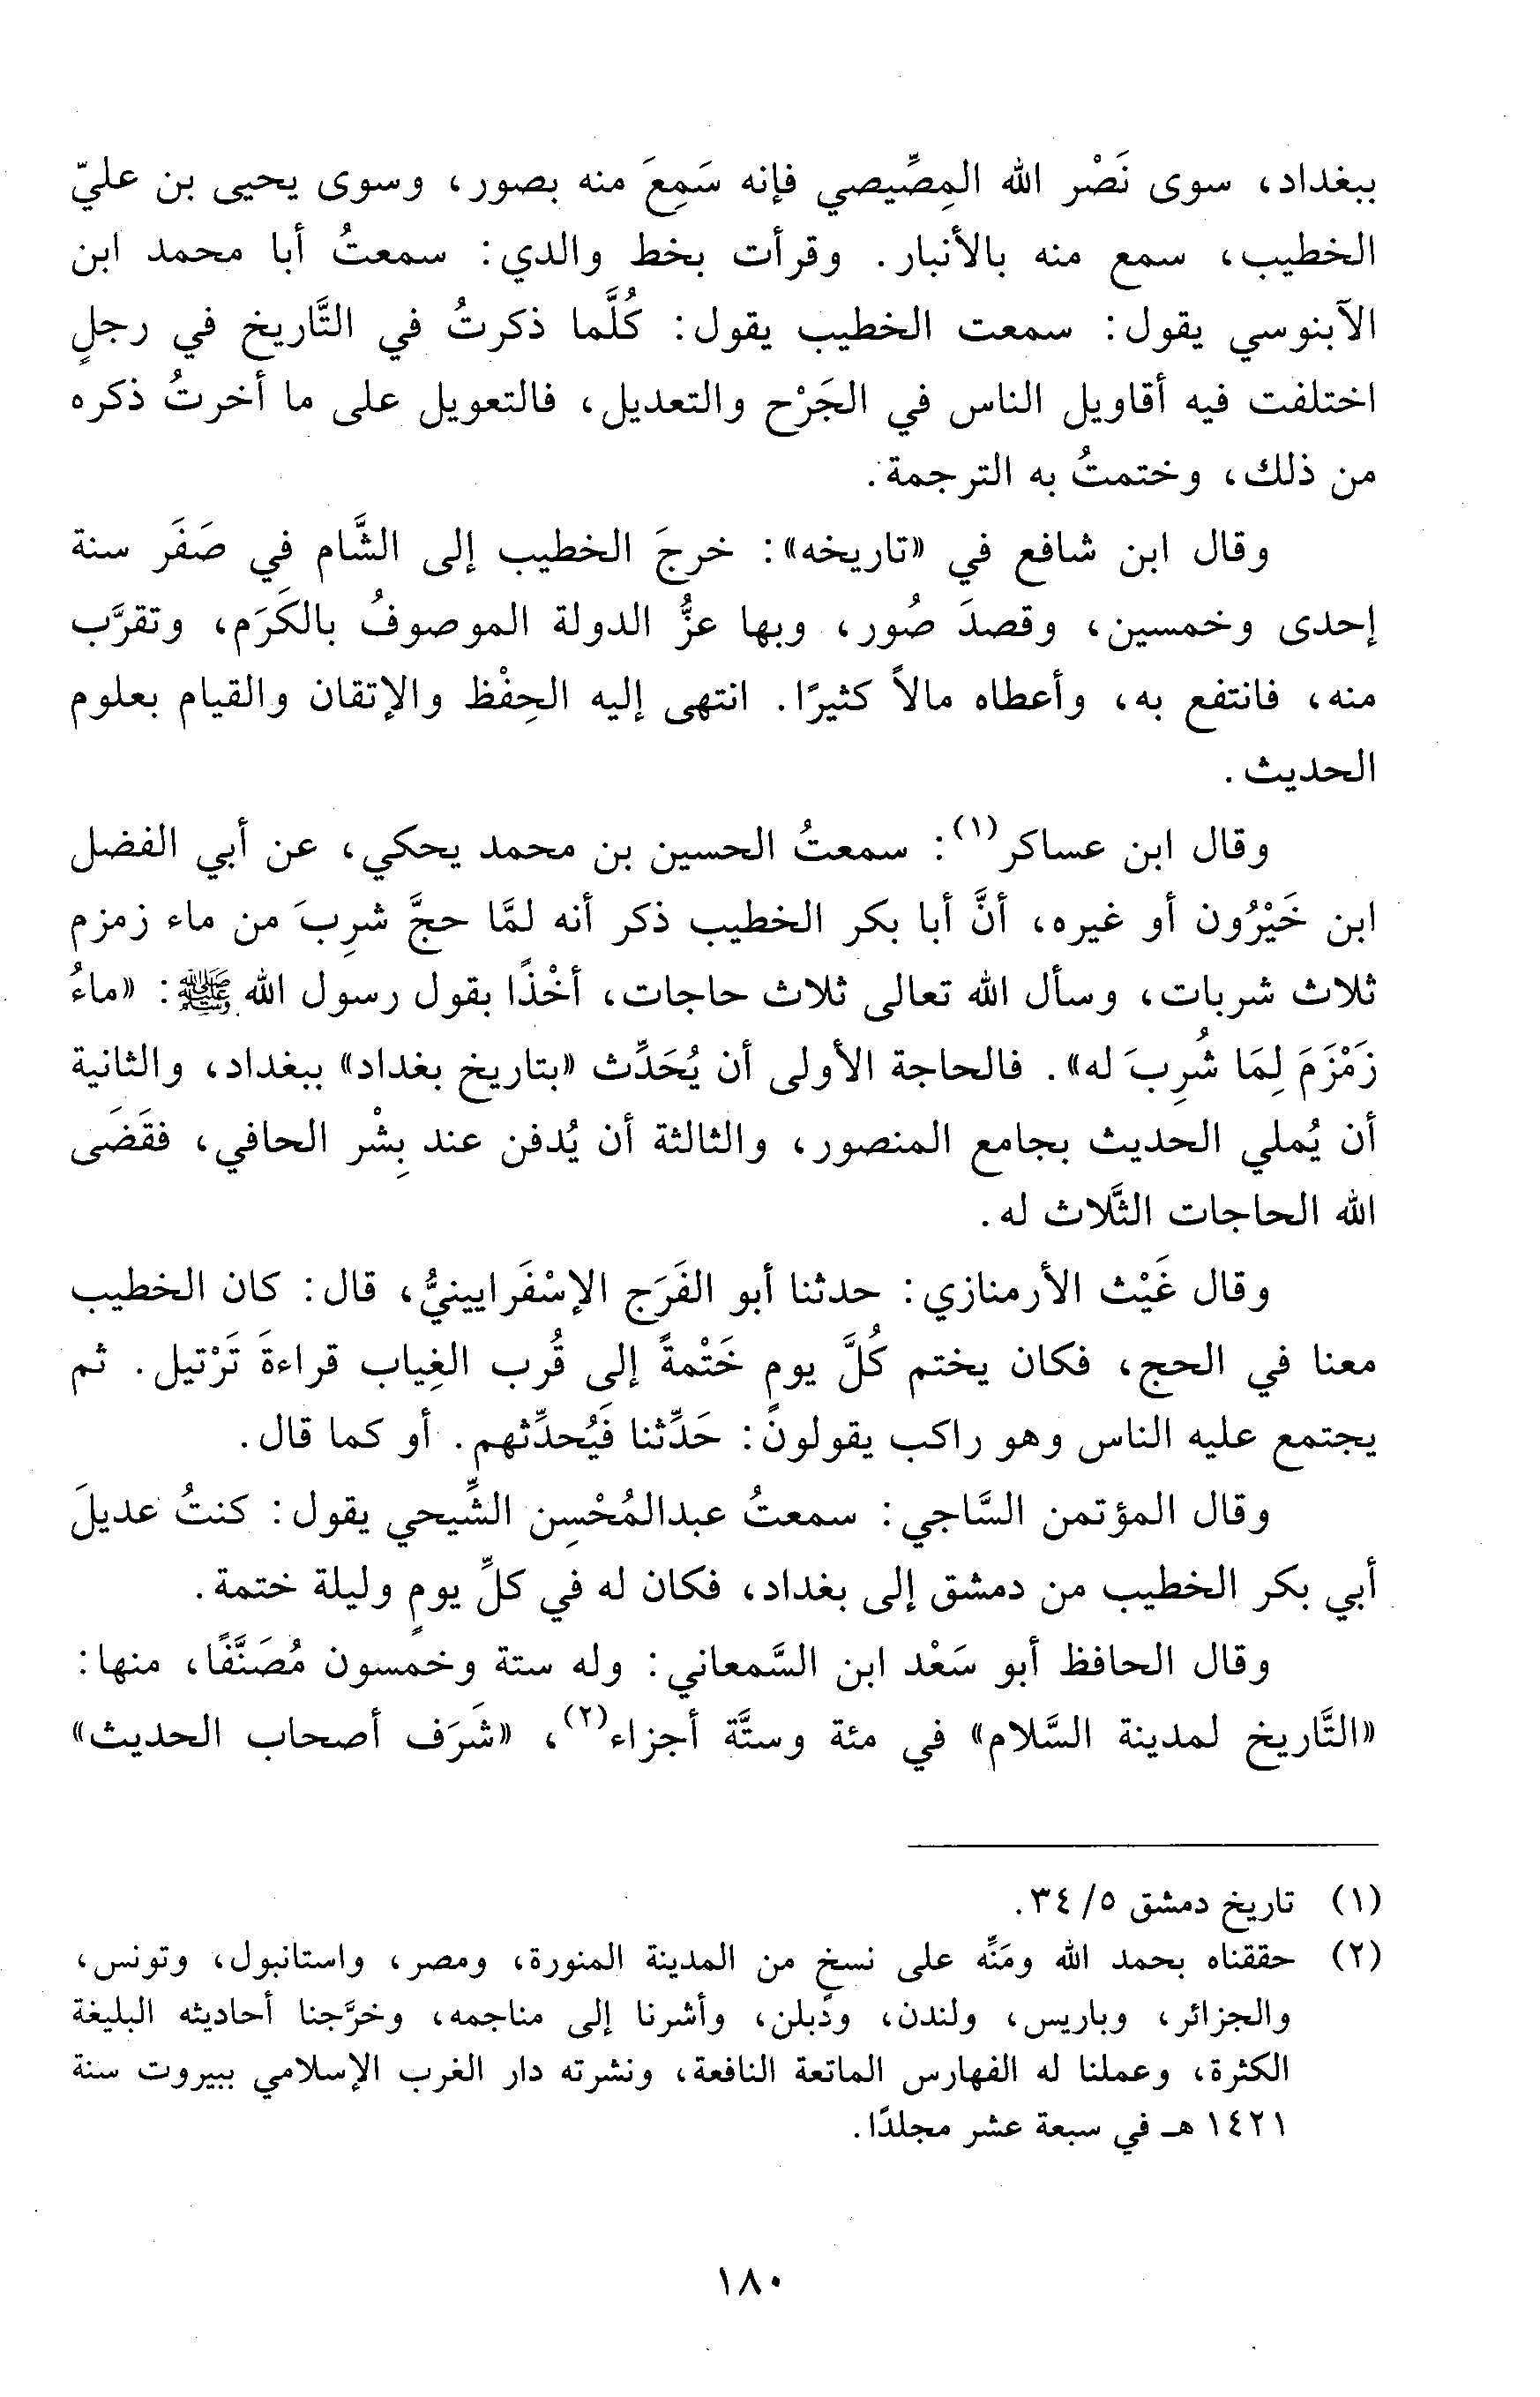 ببغداد، سوى نَصْر الله المِصِّيصي فإنه سَمِعَ منه بصور، وسوى يحيى بن عليّ
الخطيب، سمع منه بالأنبار. وقرأت بخط والدي: سمعتُ أبا محمد ابن
الآبنوسي يقول: سمعت الخطيب يقول: كُلَّما ذكرتُ في التَّاريخ في رجلٍ
اختلفت فيه أقاويل الناس في الجَرْح والتعديل، فالتعويل على ما أخرتُ ذكره
من ذلك، وختمتُ به الترجمة.
وقال ابن شافع في «تاريخه»: خرجَ الخطيب إلى الشَّام في صَفَر سنة
إحدى وخمسين، وقصدَ صُور، وبها عزُّ الدولة الموصوفُ بالكَرَم، وتقرَّب
منه، فانتفع به، وأعطاه مالاً كثيرًا. انتهى إليه الحِفْظ والإتقان والقيام بعلوم
الحديث.
وقال ابن عساكر(١): سمعتُ الحسين بن محمد يحكي، عن أبي الفضل
ابن خَيْرُون أو غيره، أنَّ أبا بكر الخطيب ذكر أنه لمَّا حجَّ شرِبَ من ماء زمزم
ثلاث شربات، وسأل الله تعالى ثلاث حاجات، أخْذًا بقول رسول الله ﷺ: «ماءُ
زَمْزَمَ لِمَا شُرِبَ له». فالحاجة الأولى أن يُحَدِّث «بتاريخ بغداد» ببغداد، والثانية
أن يُملي الحديث بجامع المنصور، والثالثة أن يُدفن عند بِشْر الحافي، فقَضَى
الله الحاجات الثَّلاث له.
وقال غَيْث الأرمنازي: حدثنا أبو الفَرَج الإسْفَرايينيُّ، قال: كان الخطيب
معنا في الحج، فكان يختم كُلَّ يومٍ خَتْمةً إلى قُرب الغِياب قراءةَ تَرْتيل. ثم
يجتمع عليه الناس وهو راكب يقولون: حَدِّثنا فَيُحدِّثهم. أو كما قال.
وقال المؤتمن السَّاجي: سمعتُ عبدالمُحْسِن الشِّيحي يقول: كنتُ عديلَ
أبي بكر الخطيب من دمشق إلى بغداد، فكان له في كلِّ يومٍ وليلة ختمة.
وقال الحافظ أبو سَعْد ابن السَّمعاني: وله ستة وخمسون مُصَنَّفًا، منها:
«التَّاريخ لمدينة السَّلام» في مئة وستَّة أجزاء(٢)، «شَرَف أصحاب الحديث»
(١) تاريخ دمشق ٥/ ٣٤.
(٢) حققناه بحمد الله ومَنِّه على نسخٍ من المدينة المنورة، ومصر، واستانبول، وتونس،
والجزائر، وباريس، ولندن، ودَبلن، وأشرنا إلى مناجمه، وخرَّجنا أحاديثه البليغة
الكثرة، وعملنا له الفهارس الماتعة النافعة، ونشرته دار الغرب الإسلامي ببيروت سنة
١٤٢١ هـ في سبعة عشر مجلدًا.
١٨٠